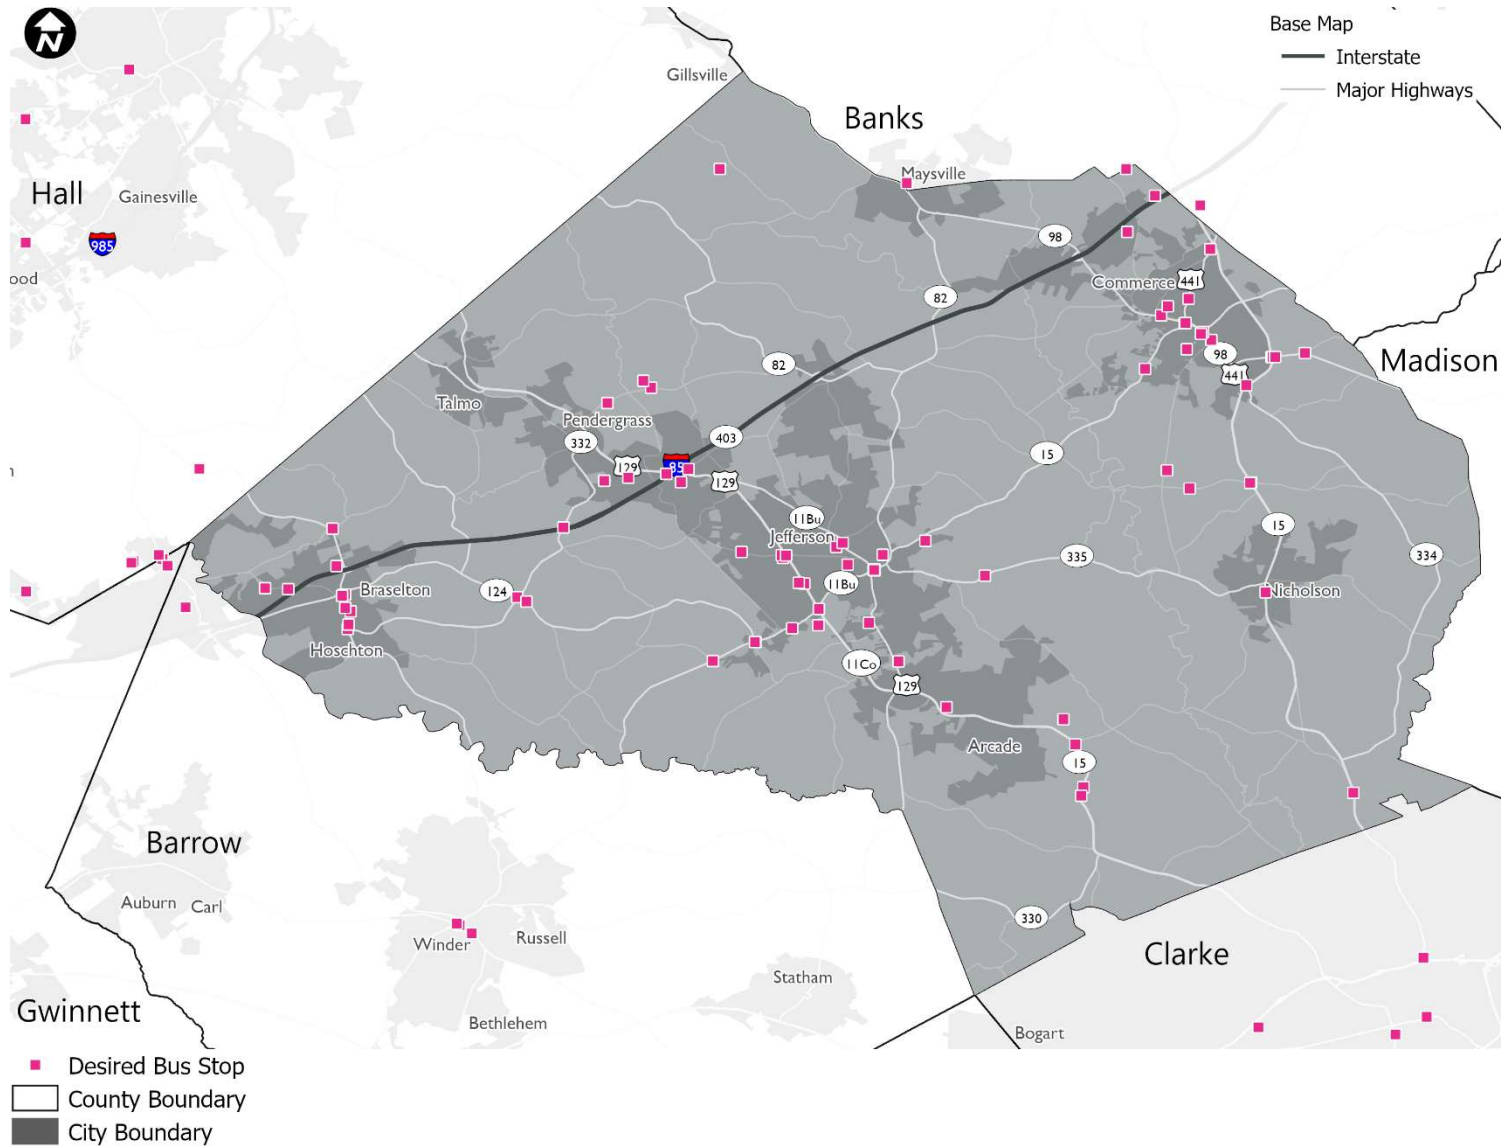 N
Base Map
Interstate
Major Highways
Gillsville
Banks
Maysville
Hall
Gainesville
985
ood
98
Commerce
441
82
98
441
Madison
82
Talmo
Pendergrass
332
403
129
85
129
15
11Bu
Jefferson
15
335
334
11Bu
Braselton
124
Nicholson
Hoschton
11Co
129
Arcade
15
Barrow
Auburn
Carl
330
Winder
Russell
Clarke
Statham
Gwinnett
Bethlehem
Bogart
Desired Bus Stop
County Boundary
City Boundary